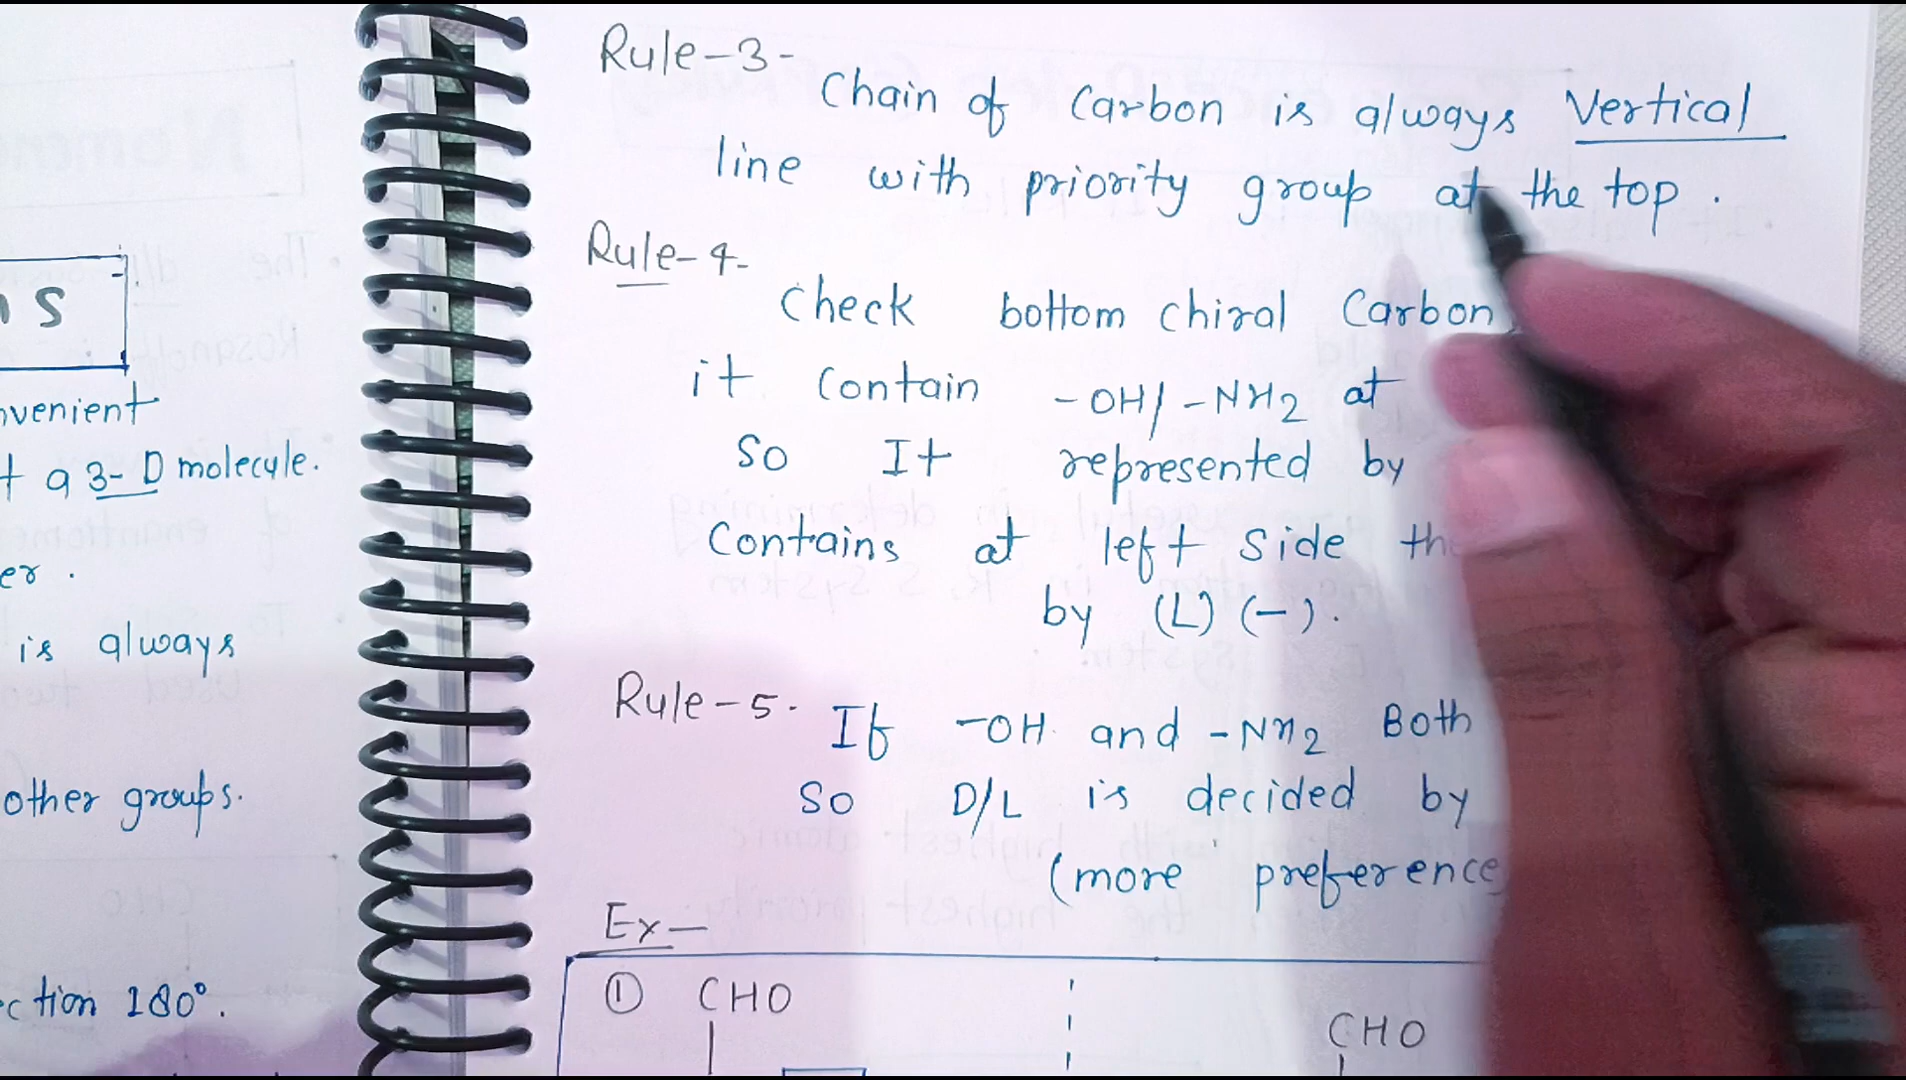 s
t a 3-D molecule.
is always
other groups.
ction 180°.
Rule-3-
Chain of Carbon is always Vertical
line with priority group at the top.
Rule-4-
Check bottom chiral Carbon
it contain -OH/-NH2 at
So It represented by
Contains at left side th
by (L) (-).
Rule-5. If -OH and -NH2 Both
So D/L is decided by
(more preference
Ex-
① CHO
CHO